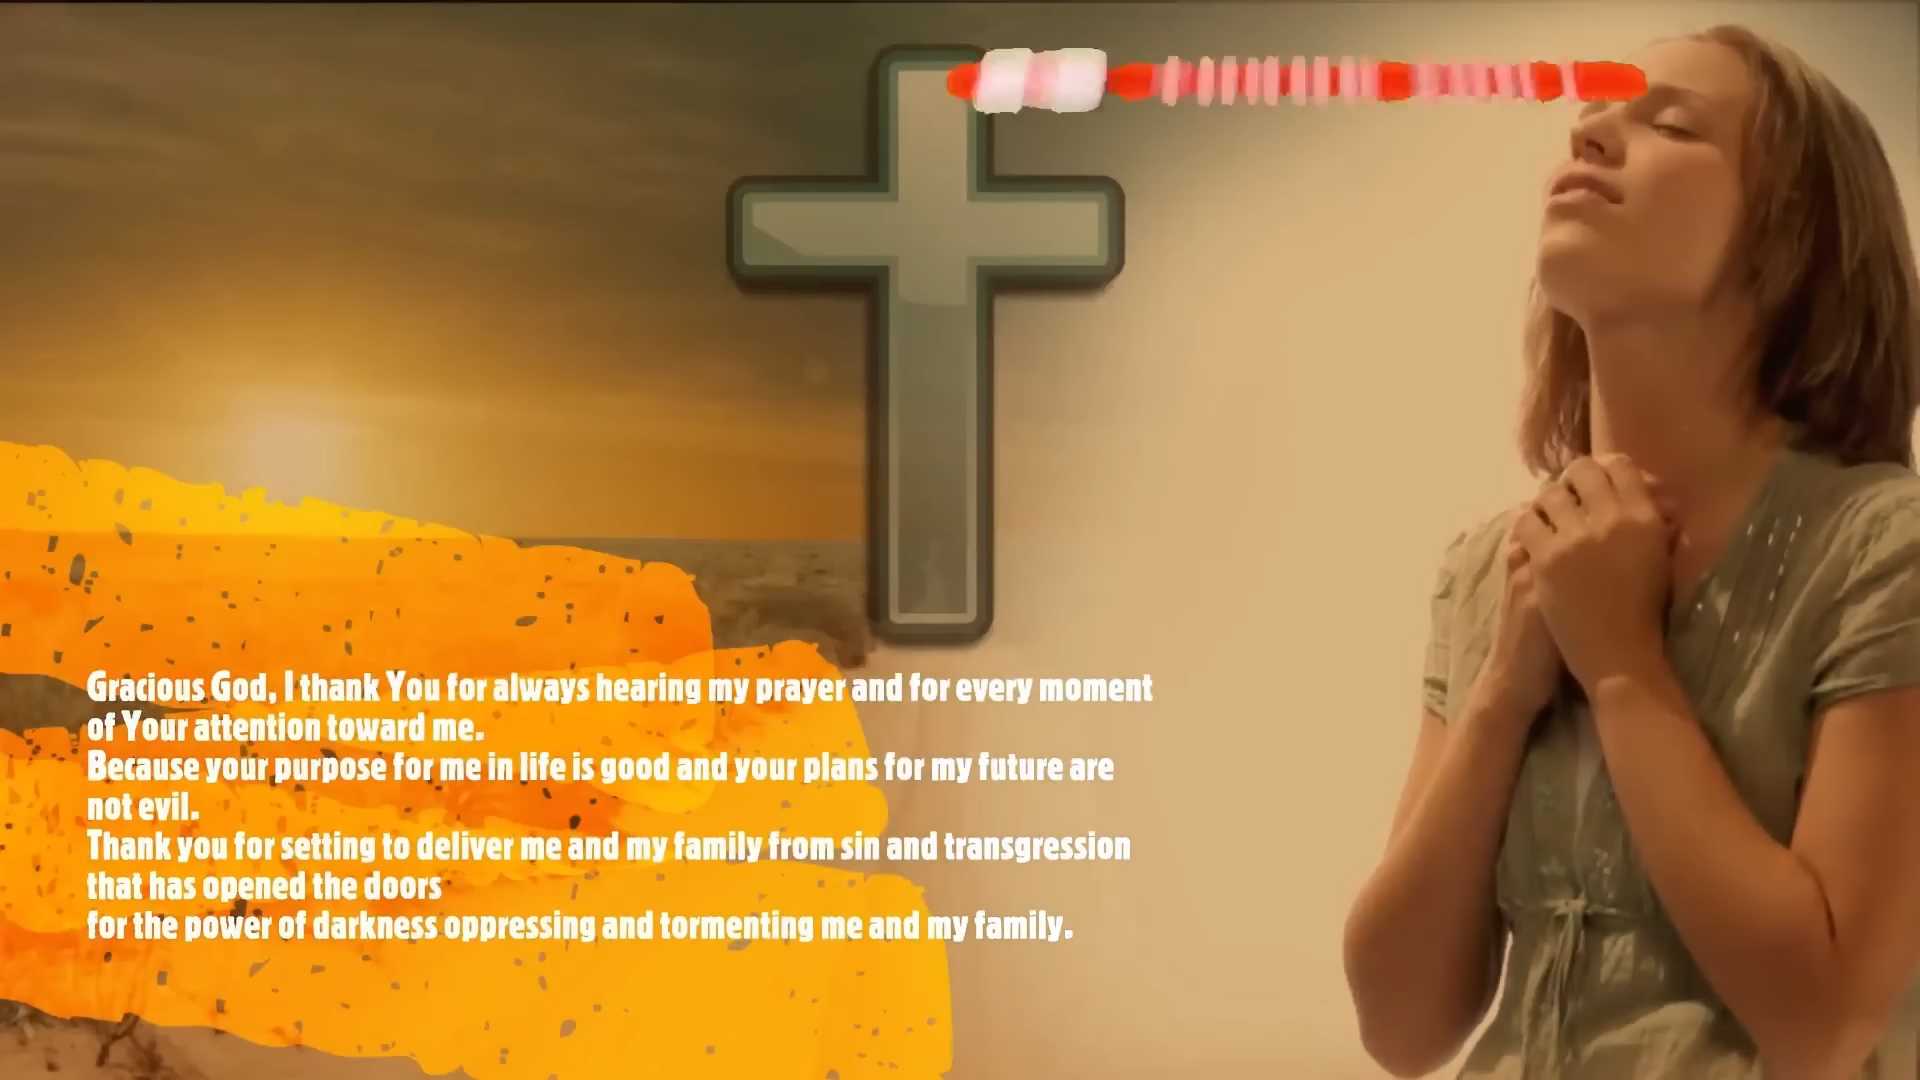 Gracious God, I thank You for always hearing my prayer and for every moment
of Your attention toward me.
Because your purpose for me in life is good and your plans for my future are
not evil.
Thank you for setting to deliver me and my family from sin and transgression
that has opened the doors
for the power of darkness oppressing and tormenting me and my family.